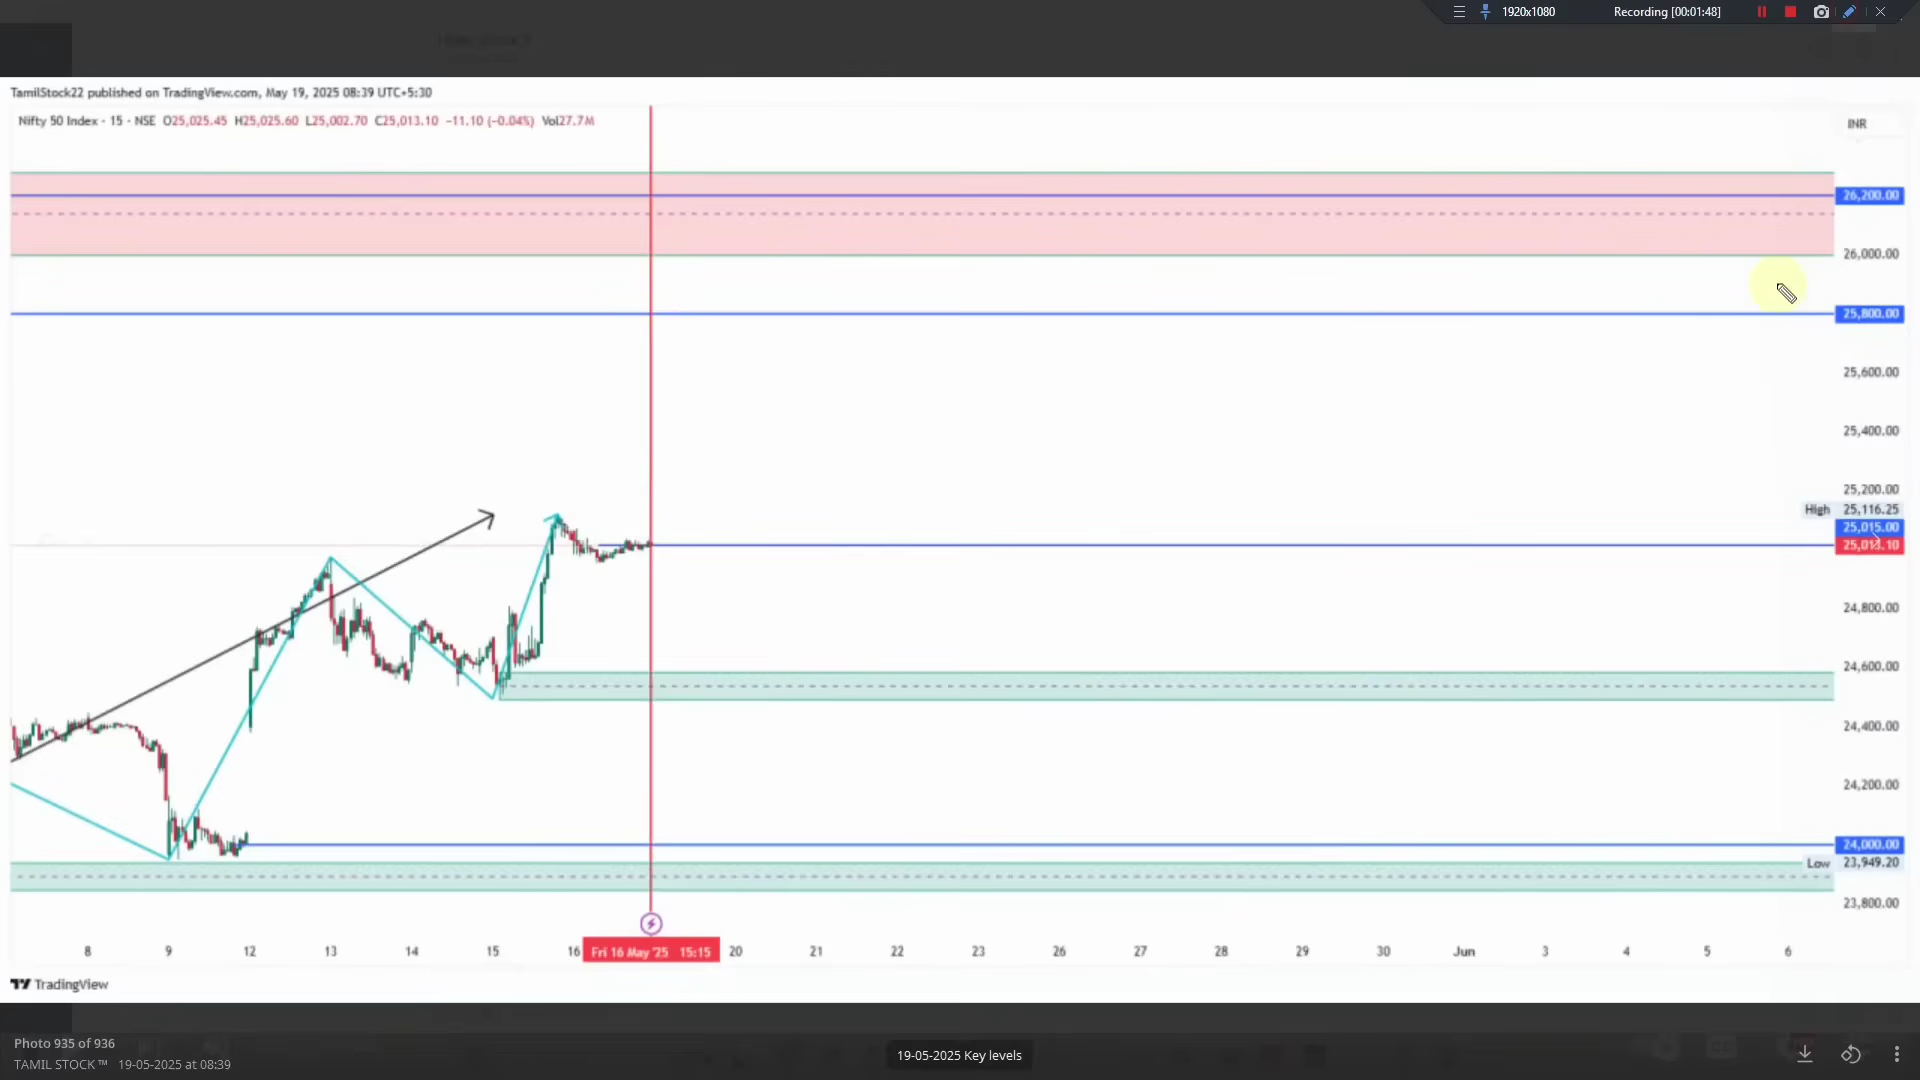 1920x1080 Recording [00:01:48]
TamilStock22 published on TradingView.com, May 19, 2025 08:39 UTC+5:30
Nifty 50 Index · 15 · NSE O25,025.45 H25,025.60 L25,002.70 C25,013.10 −11.10 (−0.04%) Vol27.7M
INR
26,200.00
26,000.00
25,800.00
25,600.00
25,400.00
25,200.00
High 25,116.25
25,015.00
25,013.10
24,800.00
24,600.00
24,400.00
24,200.00
24,000.00
Low 23,949.20
23,800.00
8 9 12 13 14 15 16 Fri 16 May '25 15:15 20 21 22 23 26 27 28 29 30 Jun 3 4 5 6
TradingView
Photo 935 of 936
TAMIL STOCK™ 19-05-2025 at 08:39
19-05-2025 Key levels